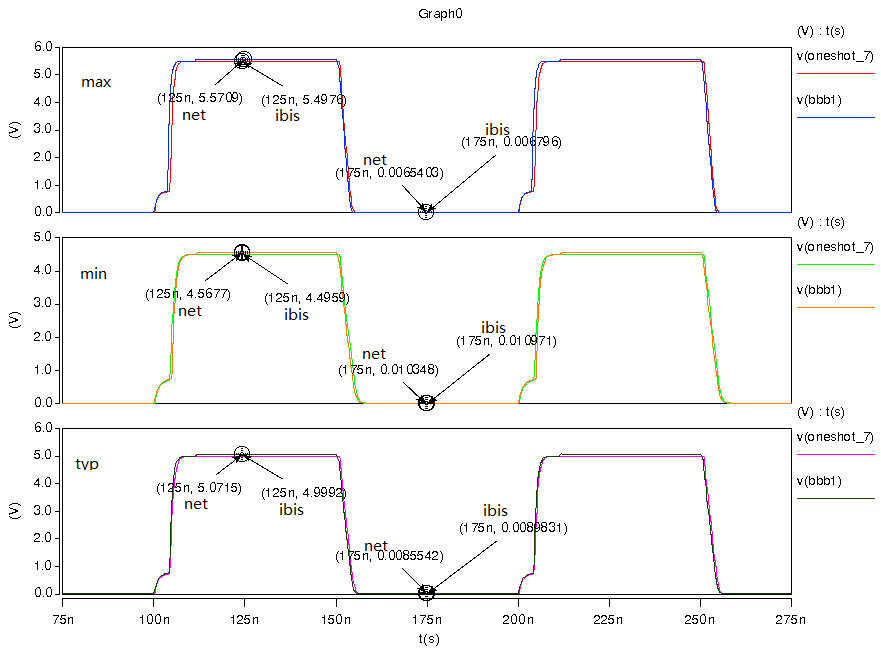 Graph0
(V) : t(s)
v(oneshot_7)
v(bbb1)
6.0
5.0
4.0
3.0
2.0
1.0
0.0
(V)
max
(125n, 5.5709)
net
(125n, 5.4976)
ibis
net
(175n, 0.0065403)
ibis
(175n, 0.006796)
(V) : t(s)
v(oneshot_7)
v(bbb1)
5.0
4.0
3.0
2.0
1.0
0.0
(V)
min
(125n, 4.5677)
net
(125n, 4.4959)
ibis
net
(175n, 0.010348)
ibis
(175n, 0.010971)
(V) : t(s)
v(oneshot_7)
v(bbb1)
6.0
5.0
4.0
3.0
2.0
1.0
0.0
(V)
typ
(125n, 5.0715)
net
(125n, 4.9992)
ibis
net
(175n, 0.0085542)
ibis
(175n, 0.0089831)
75n 100n 125n 150n 175n 200n 225n 250n 275n
t(s)